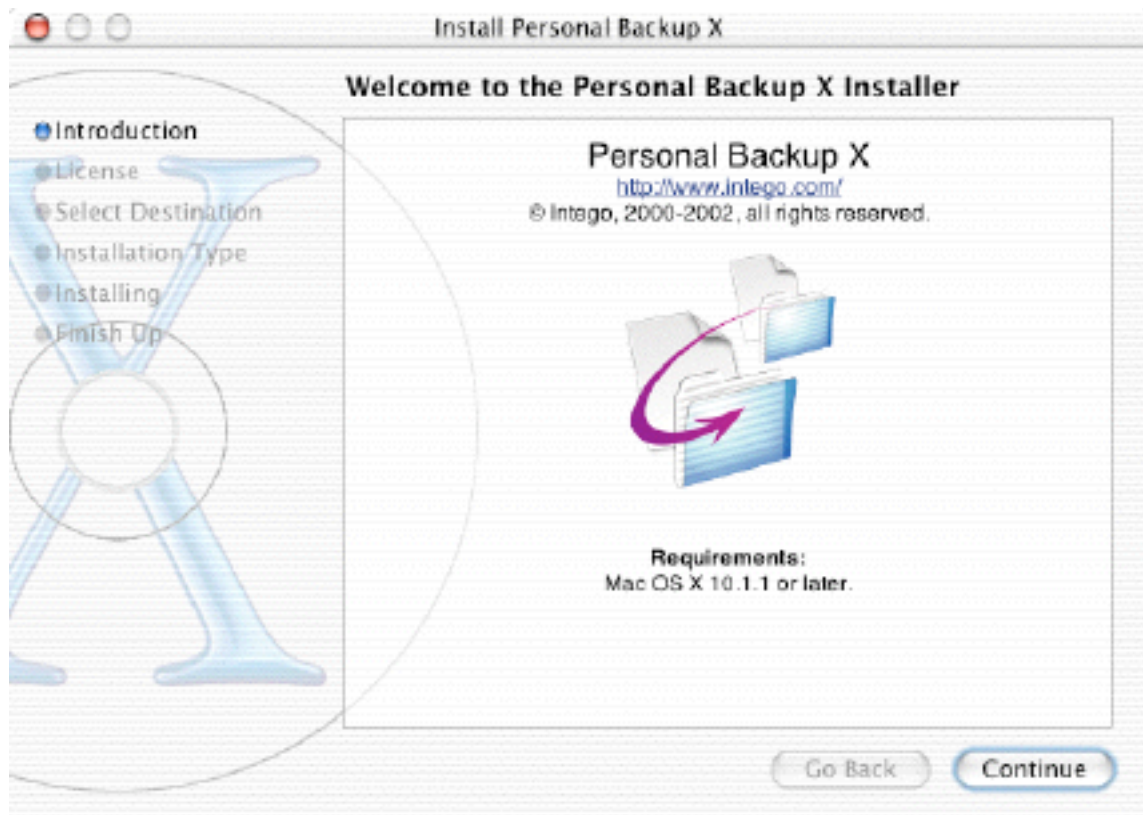 Install Personal Backup X
Welcome to the Personal Backup X Installer
Introduction
License
Select Destination
Installation Type
Installing
Finish Up
Personal Backup X
http://www.intego.com/
© Intego, 2000-2002, all rights reserved.
Requirements:
Mac OS X 10.1.1 or later.
Go Back
Continue